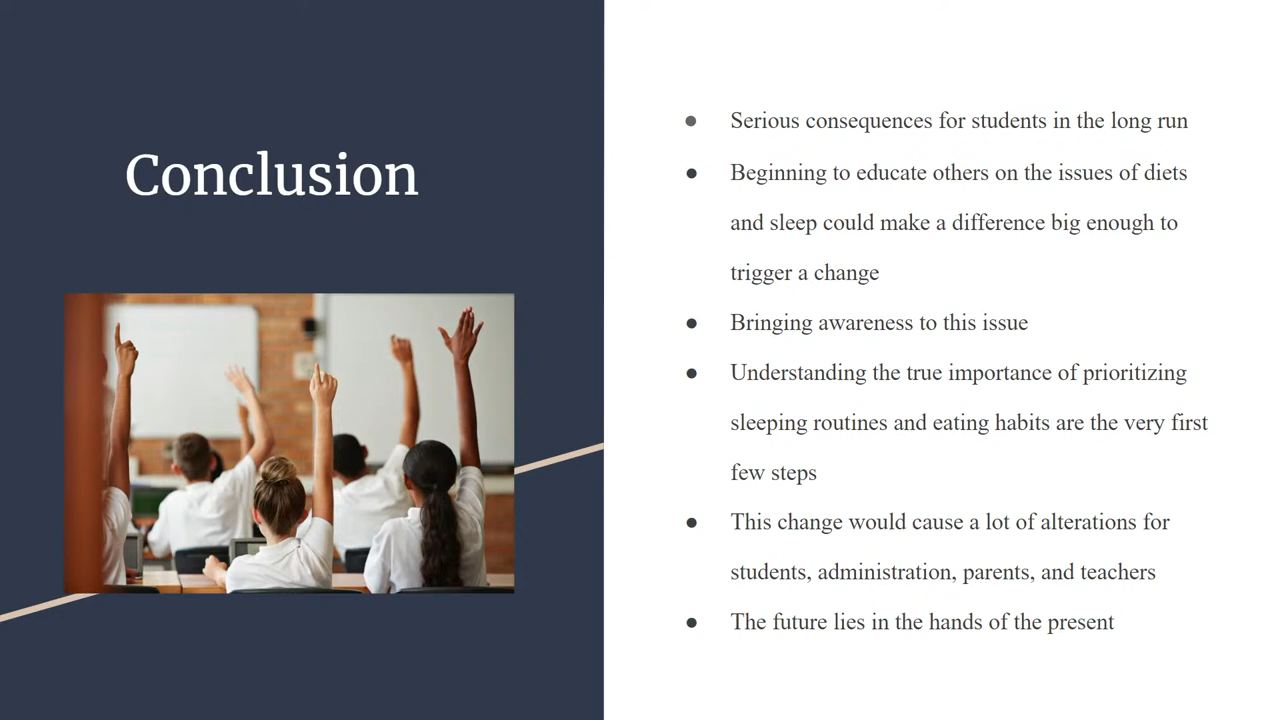 Conclusion
● Serious consequences for students in the long run
● Beginning to educate others on the issues of diets
and sleep could make a difference big enough to
trigger a change
● Bringing awareness to this issue
● Understanding the true importance of prioritizing
sleeping routines and eating habits are the very first
few steps
● This change would cause a lot of alterations for
students, administration, parents, and teachers
● The future lies in the hands of the present